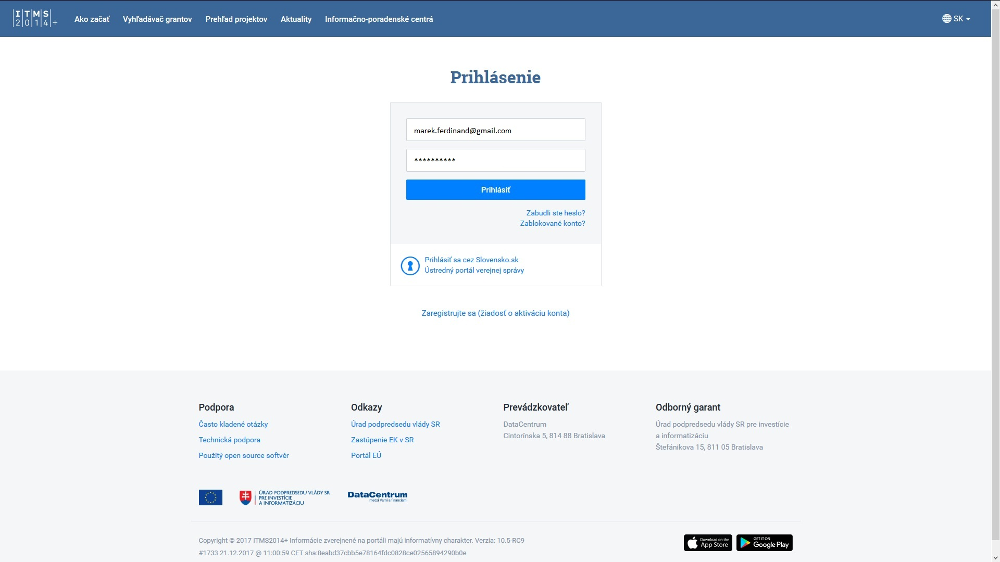 ITMS
2014+
Ako začať
Vyhľadávač grantov
Prehľad projektov
Aktuality
Informačno-poradenské centrá
SK
Prihlásenie
marek.ferdinand@gmail.com
**********
Prihlásiť
Zabudli ste heslo?
Zablokované konto?
Prihlásiť sa cez Slovensko.sk
Ústredný portál verejnej správy
Zaregistrujte sa (žiadosť o aktiváciu konta)
Podpora
Často kladené otázky
Technická podpora
Použitý open source softvér
Odkazy
Úrad podpredsedu vlády SR
Zastúpenie EK v SR
Portál EÚ
Prevádzkovateľ
DataCentrum
Cintorínska 5, 814 88 Bratislava
Odborný garant
Úrad podpredsedu vlády SR pre investície
a informatizáciu
Štefánikova 15, 811 05 Bratislava
ÚRAD PODPREDSEDU VLÁDY SR
PRE INVESTÍCIE
A INFORMATIZÁCIU
DataCentrum
medzi Vami a financiami
Copyright © 2017 ITMS2014+ Informácie zverejnené na portáli majú informatívny charakter. Verzia: 10.5-RC9
#1733 21.12.2017 @ 11:00:59 CET sha:8eabd37cbb5e78164fdc0828ce02565894290b0e
Download on the
App Store
GET IT ON
Google Play